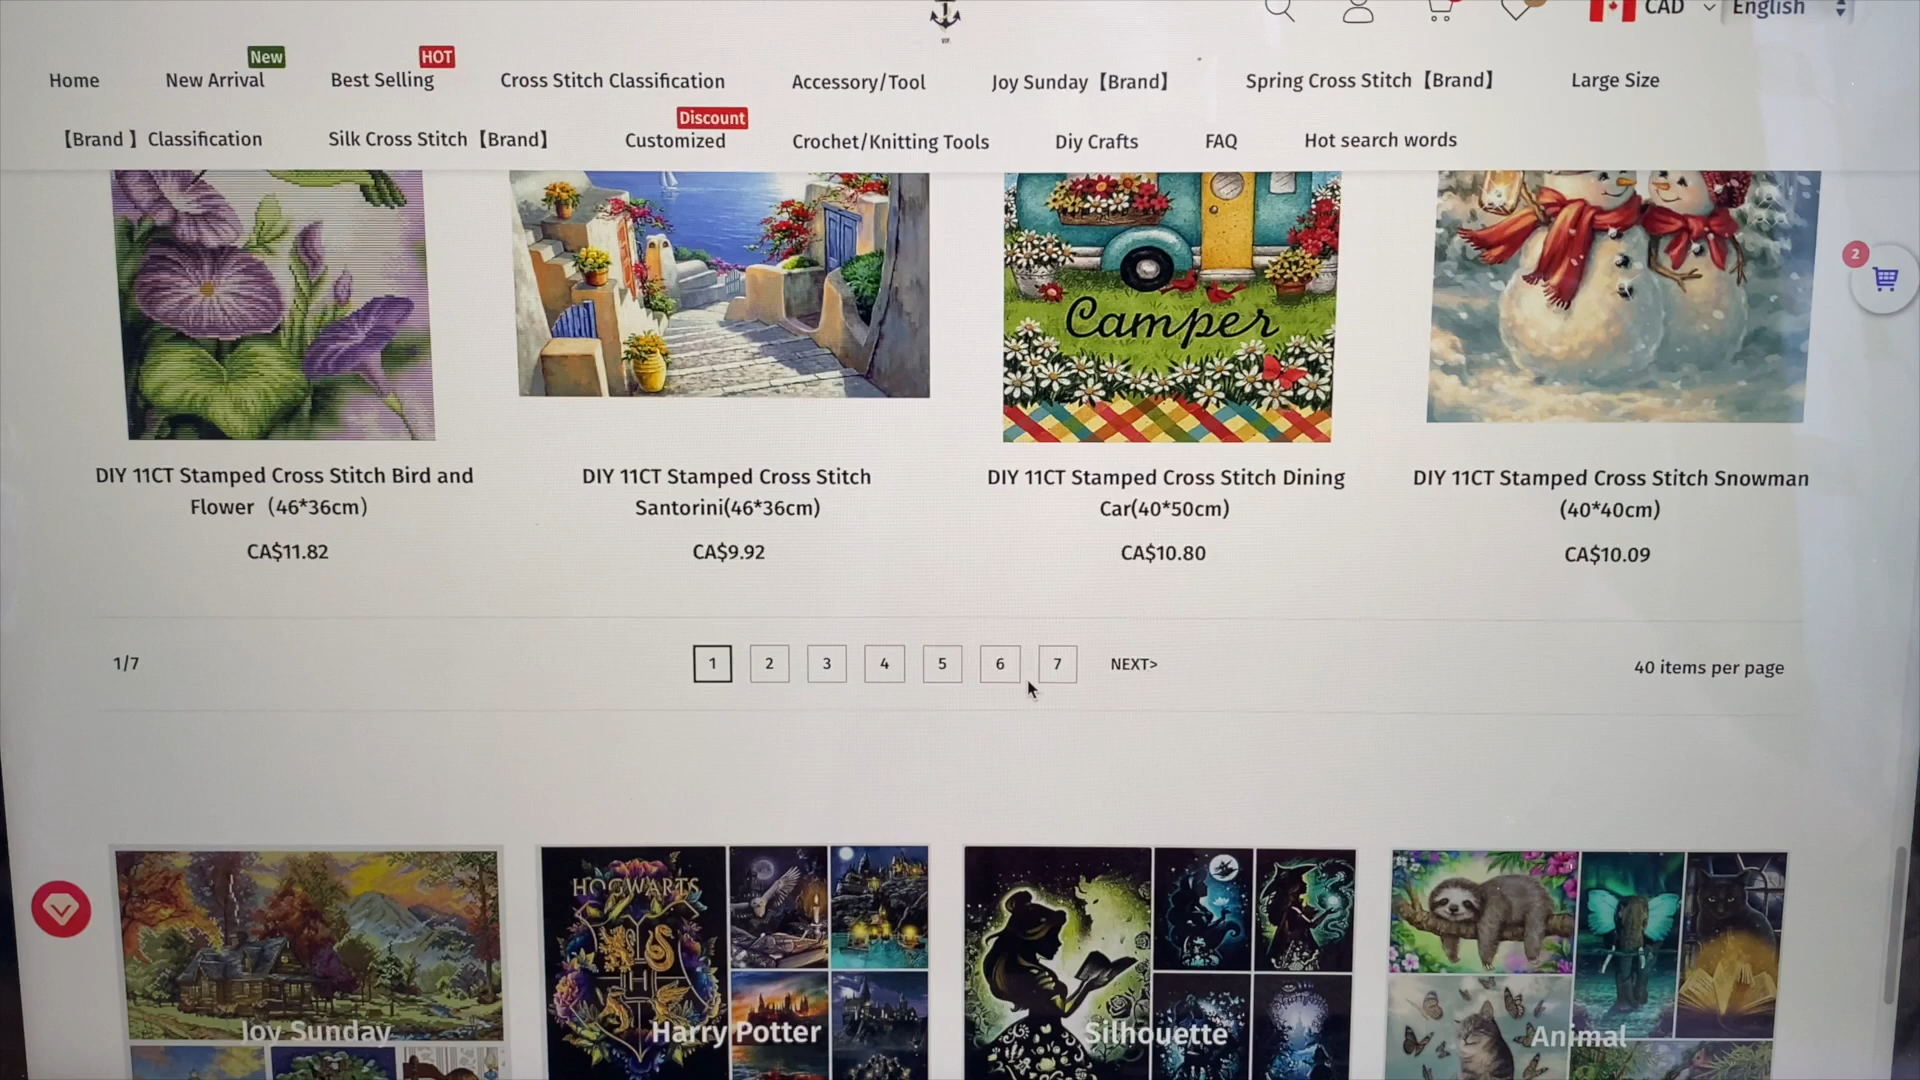 CAD
English
New
HOT
Home
New Arrival
Best Selling
Cross Stitch Classification
Accessory/Tool
Joy Sunday【Brand】
Spring Cross Stitch【Brand】
Large Size
Discount
【Brand 】Classification
Silk Cross Stitch【Brand】
Customized
Crochet/Knitting Tools
Diy Crafts
FAQ
Hot search words
2
Camper
DIY 11CT Stamped Cross Stitch Bird and
Flower（46*36cm)
CA$11.82
DIY 11CT Stamped Cross Stitch
Santorini(46*36cm)
CA$9.92
DIY 11CT Stamped Cross Stitch Dining
Car(40*50cm)
CA$10.80
DIY 11CT Stamped Cross Stitch Snowman
(40*40cm)
CA$10.09
1/7
1 2 3 4 5 6 7 NEXT>
40 items per page
HOGWARTS
H
Joy Sunday
Harry Potter
Silhouette
Animal